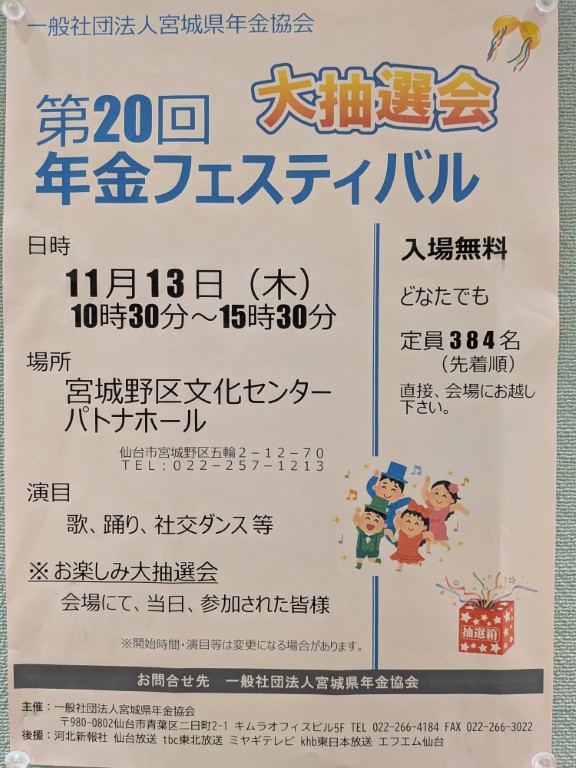 一般社団法人宮城県年金協会
大抽選会
第20回
年金フェスティバル
日時
11月13日（木）
10時30分～15時30分
場所
宮城野区文化センター
パトナホール
仙台市宮城野区五輪２－１２－７０
ＴＥＬ：０２２－２５７－１２１３
演目
歌、踊り、社交ダンス等
※お楽しみ大抽選会
会場にて、当日、参加された皆様
※開始時間・演目等は変更になる場合があります。
入場無料
どなたでも
定員384名
（先着順）
直接、会場にお越し
下さい。
抽選箱
お問合せ先　一般社団法人宮城県年金協会
主催：一般社団法人宮城県年金協会
〒980-0802仙台市青葉区二日町2-1 キムラオフィスビル5F TEL 022-266-4184 FAX 022-266-3022
後援：河北新報社 仙台放送 tbc東北放送 ミヤギテレビ khb東日本放送 エフエム仙台